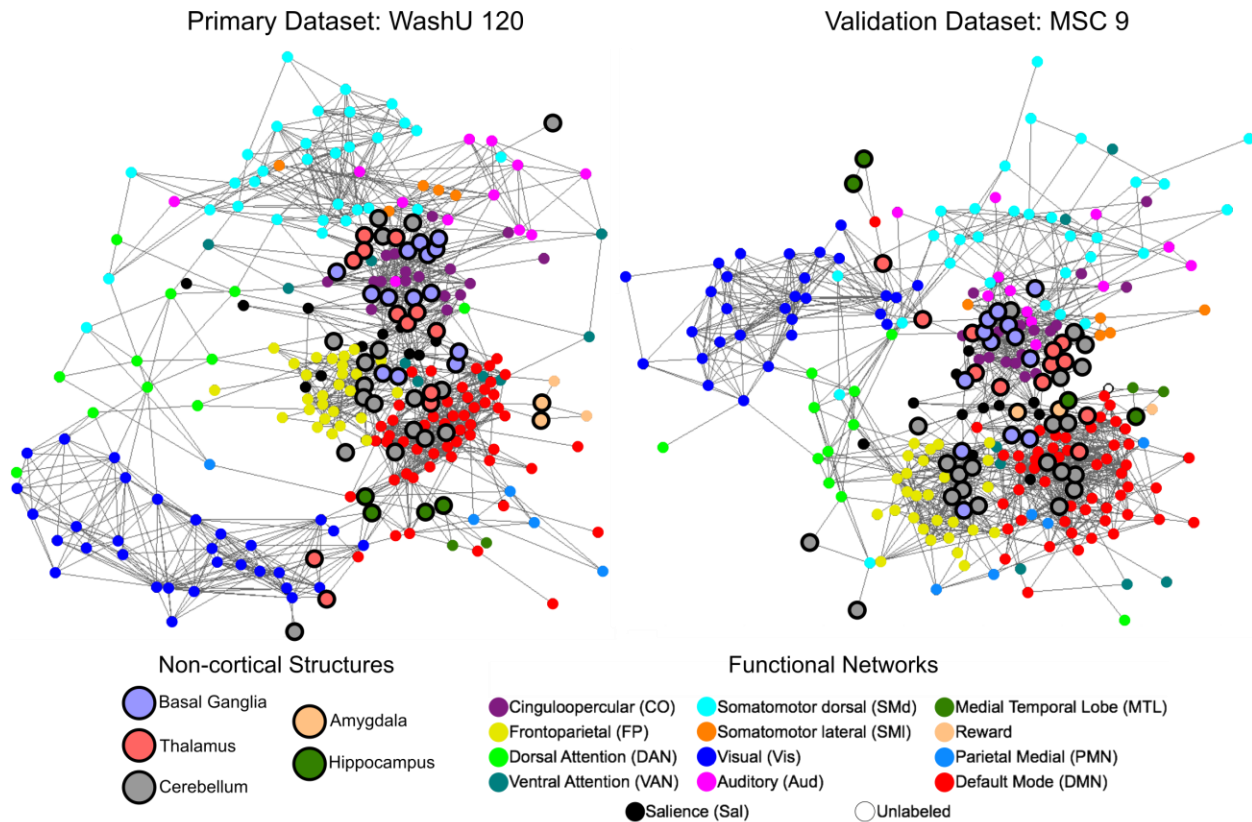 Primary Dataset: WashU 120
Validation Dataset: MSC 9
Non-cortical Structures
Basal Ganglia
Thalamus
Cerebellum
Amygdala
Hippocampus
Functional Networks
Cinguloopercular (CO)
Frontoparietal (FP)
Dorsal Attention (DAN)
Ventral Attention (VAN)
Somatomotor dorsal (SMd)
Somatomotor lateral (SMl)
Visual (Vis)
Auditory (Aud)
Medial Temporal Lobe (MTL)
Reward
Parietal Medial (PMN)
Default Mode (DMN)
Salience (Sal)
Unlabeled